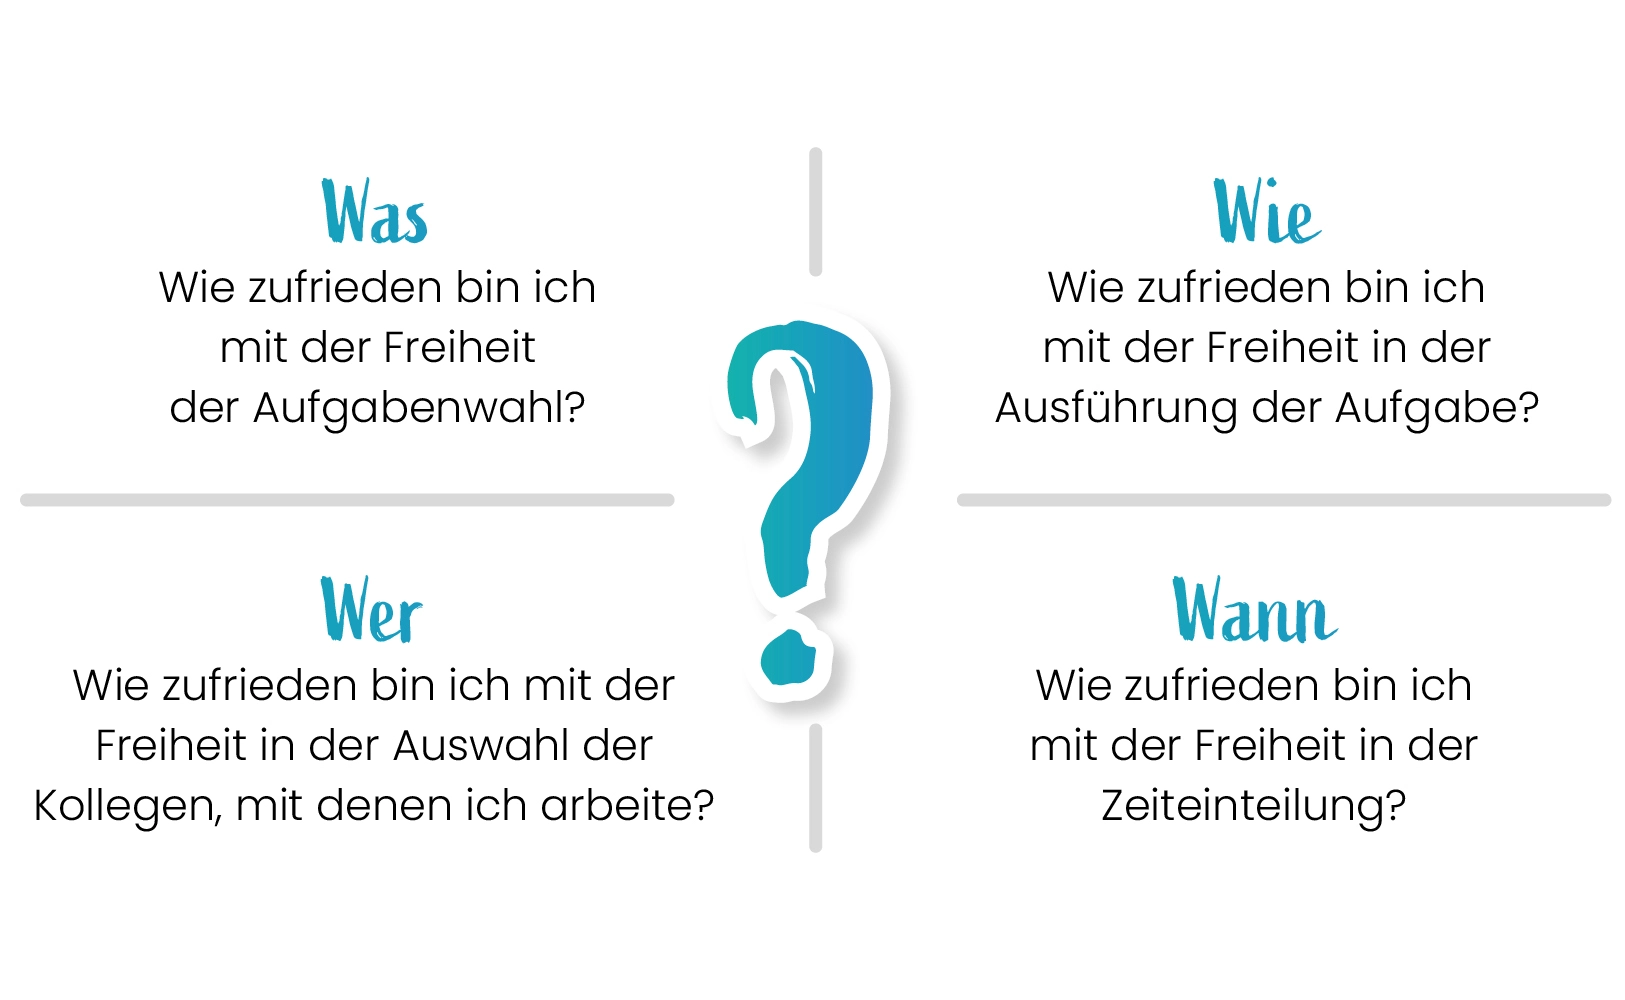 Was
Wie zufrieden bin ich
mit der Freiheit
der Aufgabenwahl?
Wie
Wie zufrieden bin ich
mit der Freiheit in der
Ausführung der Aufgabe?
?
Wer
Wie zufrieden bin ich mit der
Freiheit in der Auswahl der
Kollegen, mit denen ich arbeite?
Wann
Wie zufrieden bin ich
mit der Freiheit in der
Zeiteinteilung?